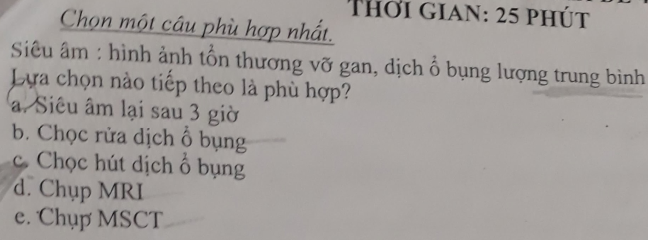 THỜI GIAN: 25 PHÚT
Chọn một câu phù hợp nhất.
Siêu âm : hình ảnh tổn thương vỡ gan, dịch ổ bụng lượng trung bình
Lựa chọn nào tiếp theo là phù hợp?
a. Siêu âm lại sau 3 giờ
b. Chọc rửa dịch ổ bụng
c. Chọc hút dịch ổ bụng
d. Chụp MRI
e. Chụp MSCT